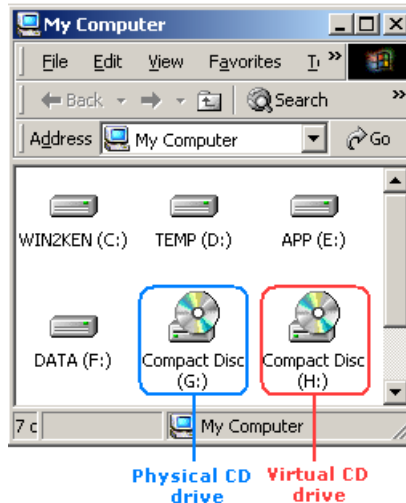 My Computer
File Edit View Favorites »
Back Search »
Address My Computer Go
WIN2KEN (C:) TEMP (D:) APP (E:)
DATA (F:) Compact Disc (G:) Compact Disc (H:)
7 c My Computer
Physical CD drive Virtual CD drive